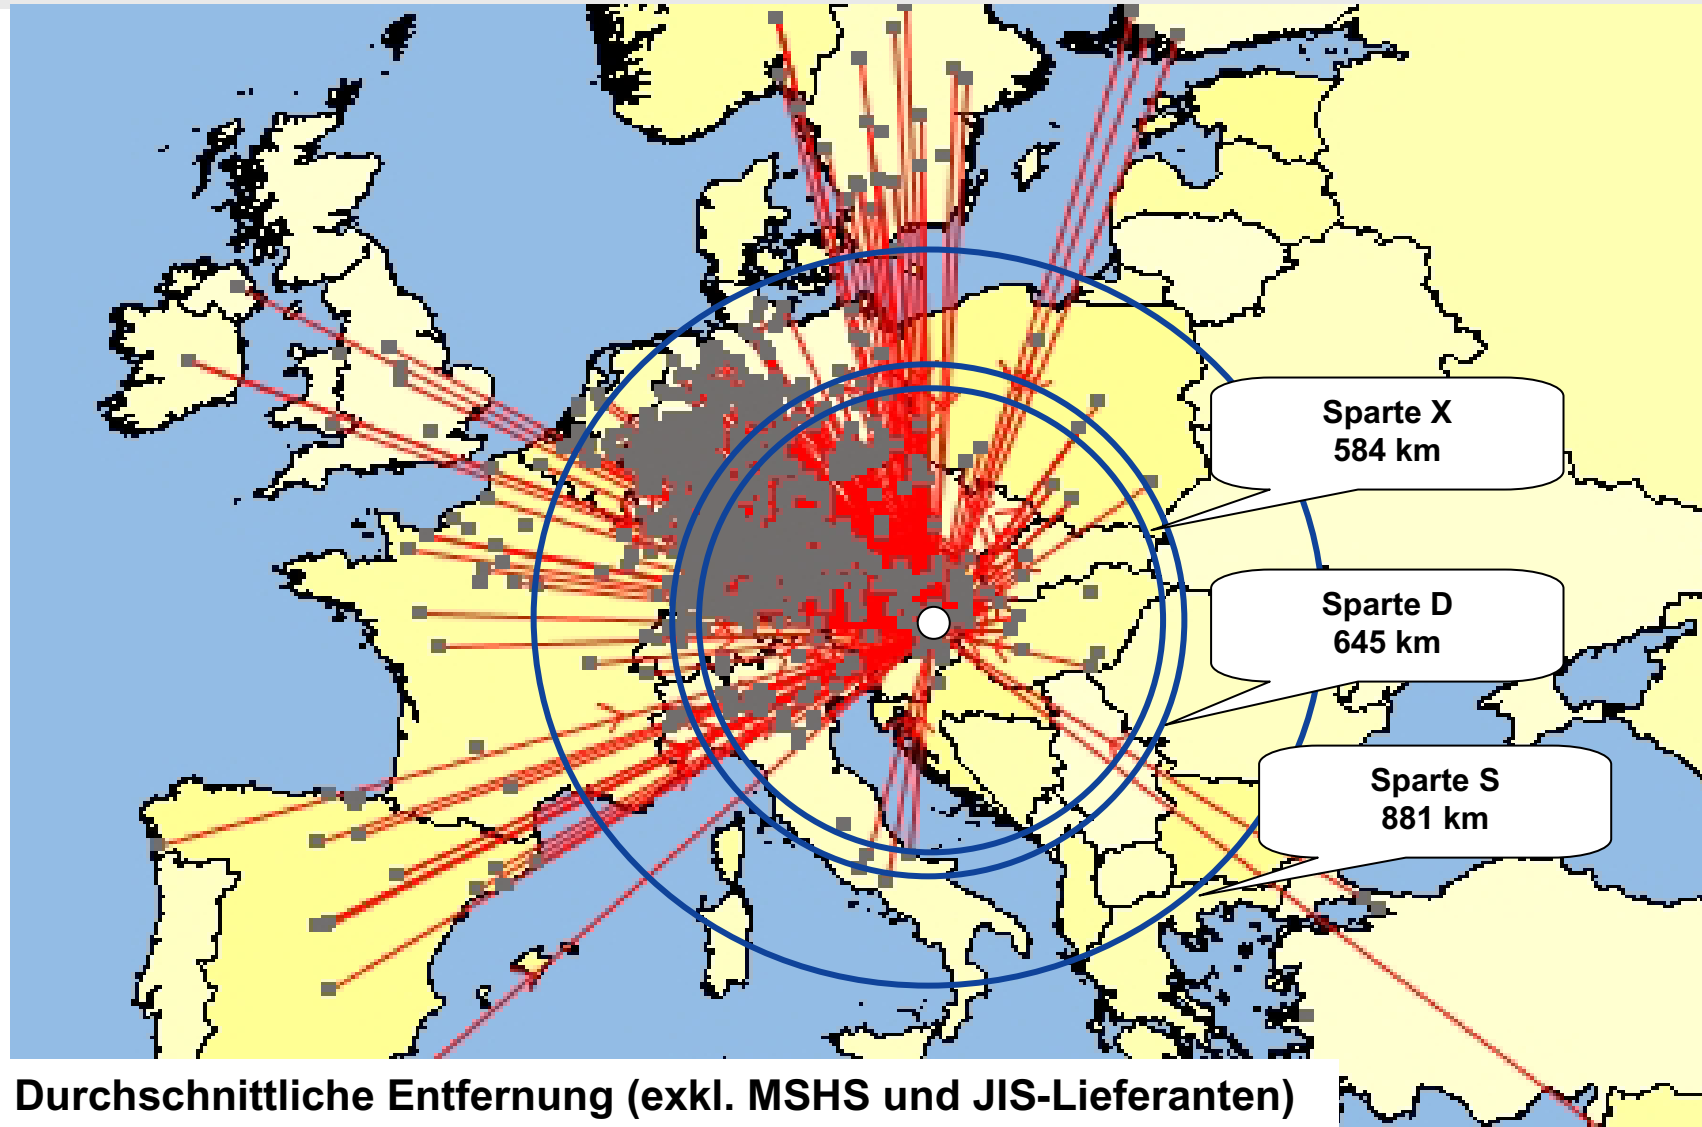 Sparte X
584 km
Sparte D
645 km
Sparte S
881 km
Durchschnittliche Entfernung (exkl. MSHS und JIS-Lieferanten)